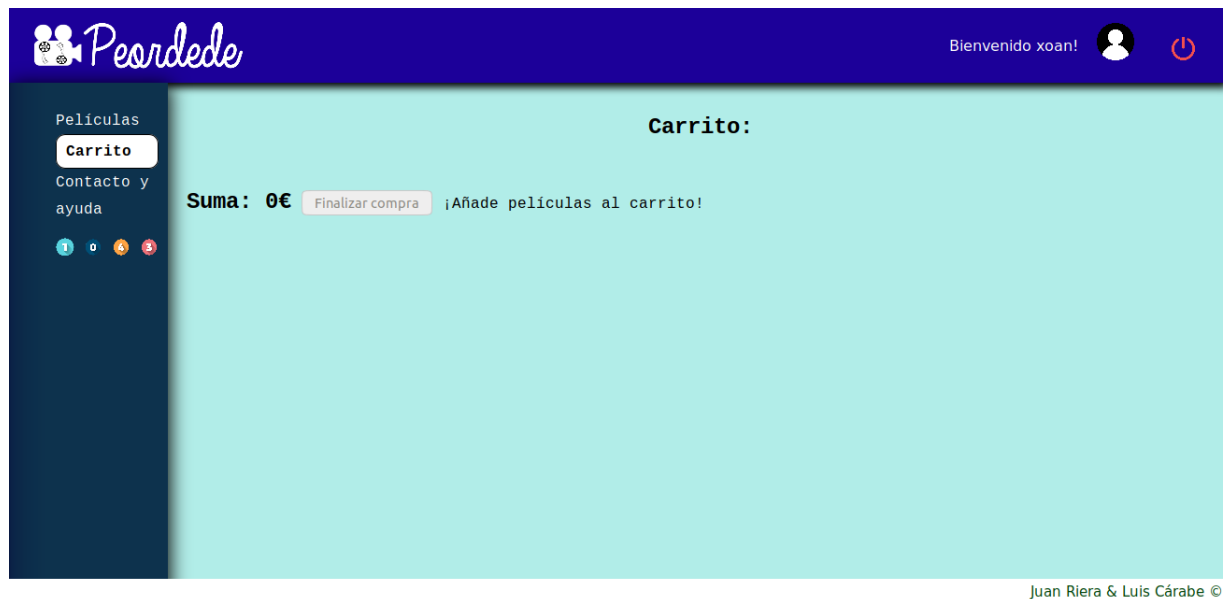 Peordede
Bienvenido xoan!
Películas
Carrito
Contacto y
ayuda
1 0 4 3
Carrito:
Suma: 0€ Finalizar compra ¡Añade películas al carrito!
Juan Riera & Luis Cárabe ©